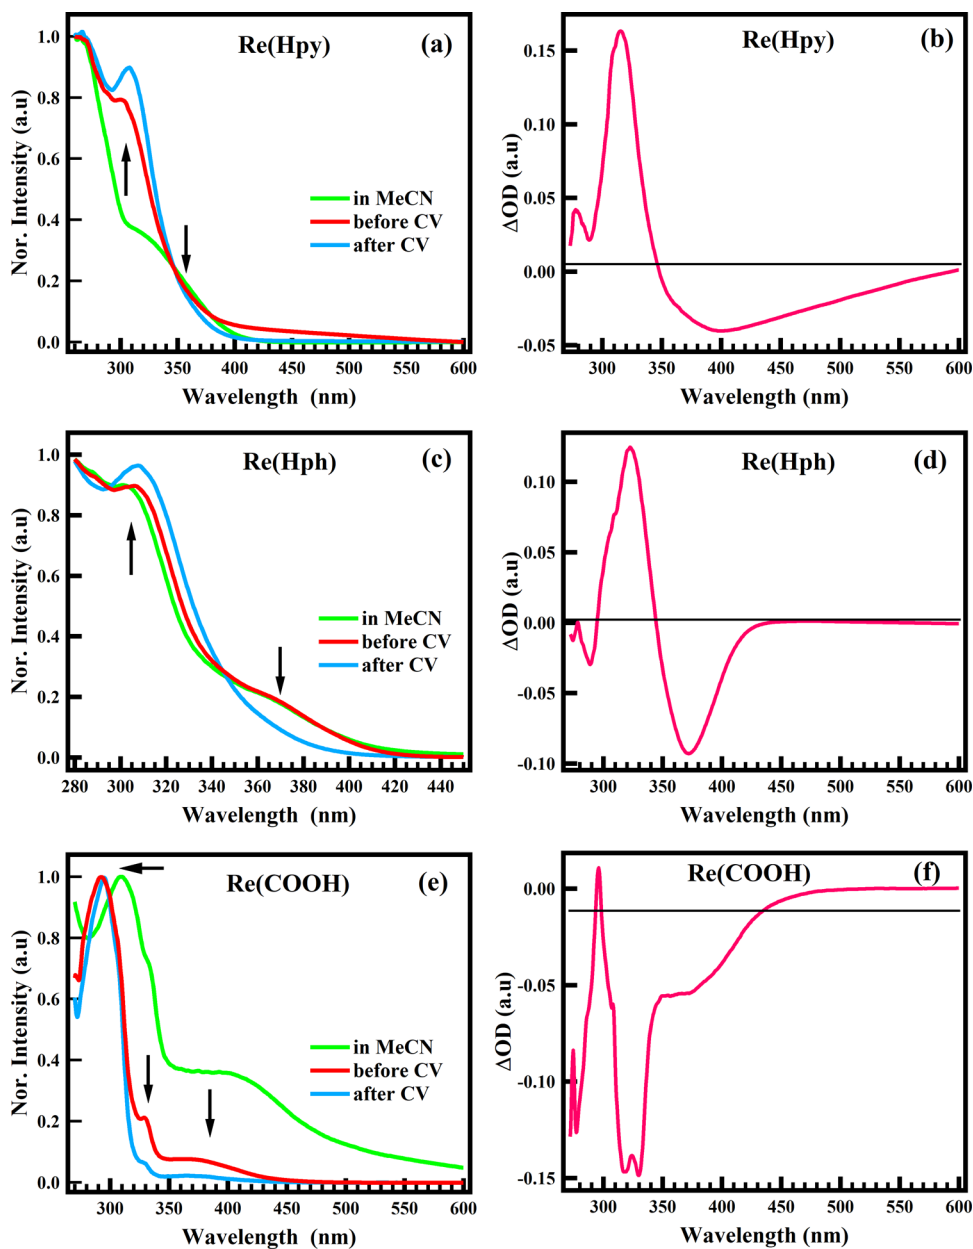 Re(Hpy)
(a)
Nor. Intensity (a.u)
1.0
0.8
0.6
0.4
0.2
0.0
in MeCN
before CV
after CV
300
350
400
450
500
550
600
Wavelength (nm)
Re(Hpy)
(b)
ΔOD (a.u)
0.15
0.10
0.05
0.00
-0.05
300
350
400
450
500
550
600
Wavelength (nm)
Re(Hph)
(c)
Nor. Intensity (a.u)
1.0
0.8
0.6
0.4
0.2
0.0
in MeCN
before CV
after CV
280
300
320
340
360
380
400
420
440
Wavelength (nm)
Re(Hph)
(d)
ΔOD (a.u)
0.10
0.05
0.00
-0.05
-0.10
300
350
400
450
500
550
600
Wavelength (nm)
Re(COOH)
(e)
Nor. Intensity (a.u)
1.0
0.8
0.6
0.4
0.2
0.0
in MeCN
before CV
after CV
300
350
400
450
500
550
600
Wavelength (nm)
Re(COOH)
(f)
ΔOD (a.u)
0.00
-0.05
-0.10
-0.15
300
350
400
450
500
550
600
Wavelength (nm)